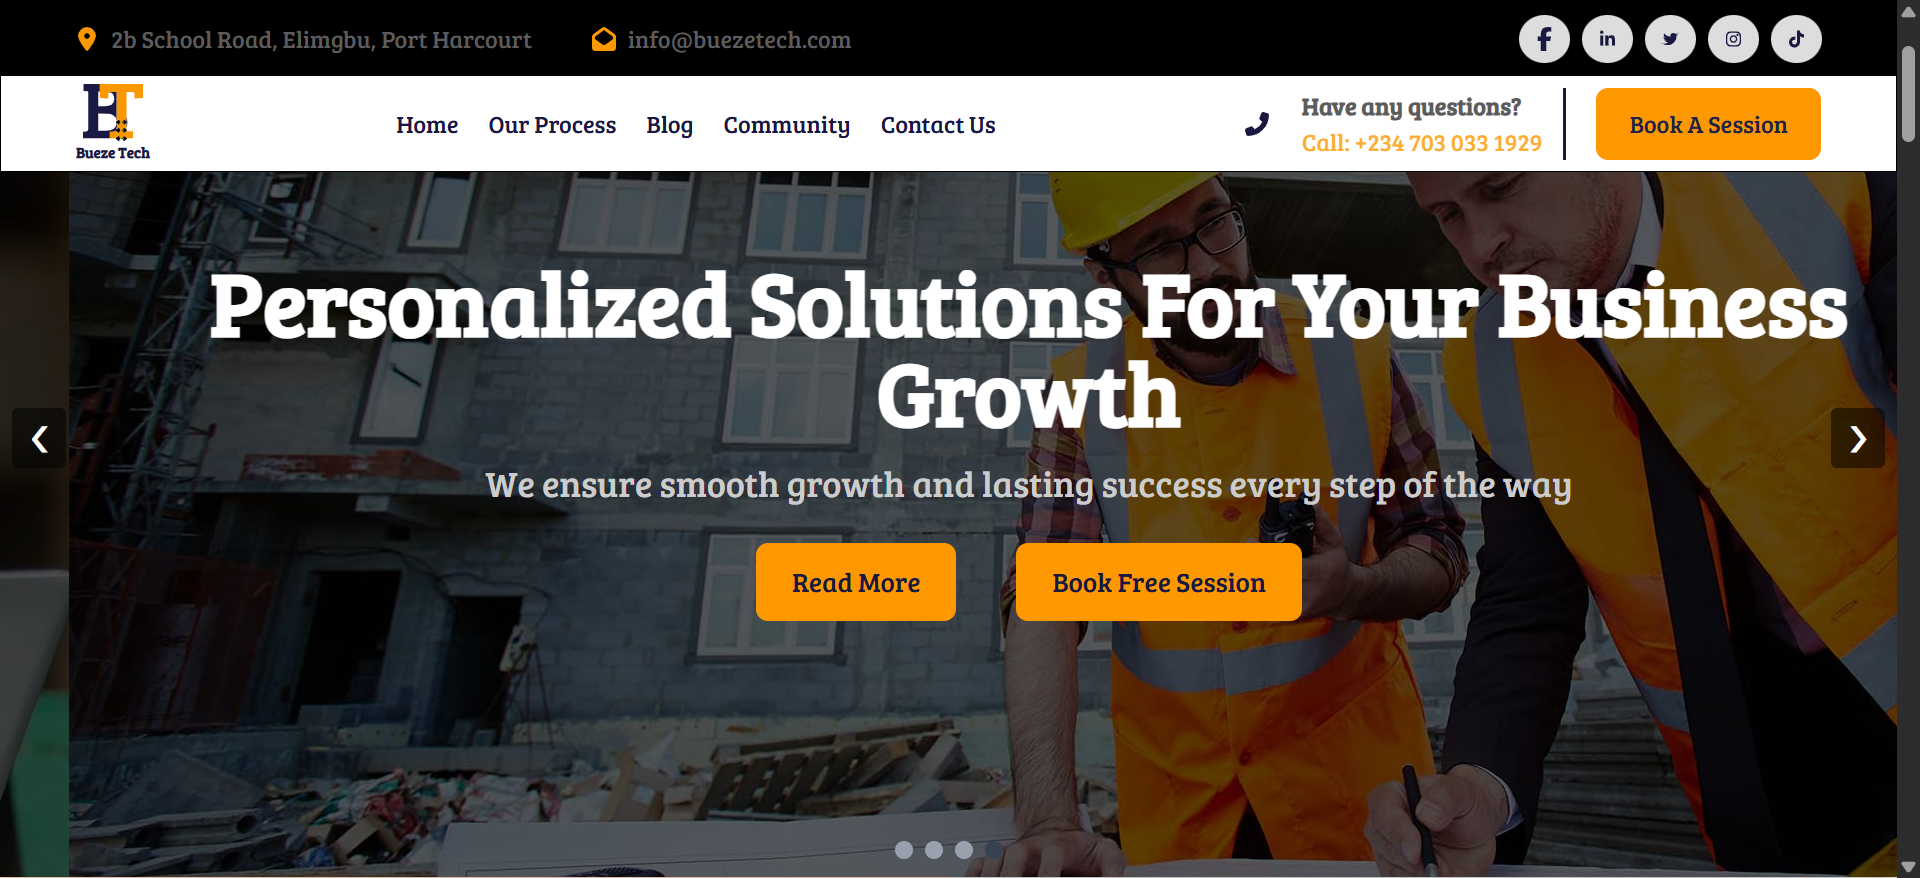 2b School Road, Elimgbu, Port Harcourt
info@buezetech.com
BT
Bueze Tech
Home
Our Process
Blog
Community
Contact Us
Have any questions?
Call: +234 703 033 1929
Book A Session
Personalized Solutions For Your Business
Growth
We ensure smooth growth and lasting success every step of the way
Read More
Book Free Session